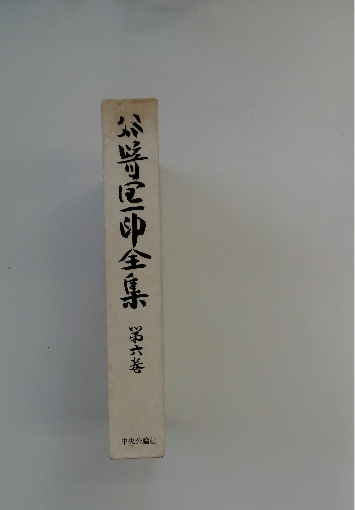 谷崎潤一郎全集
第六巻
中央公論社